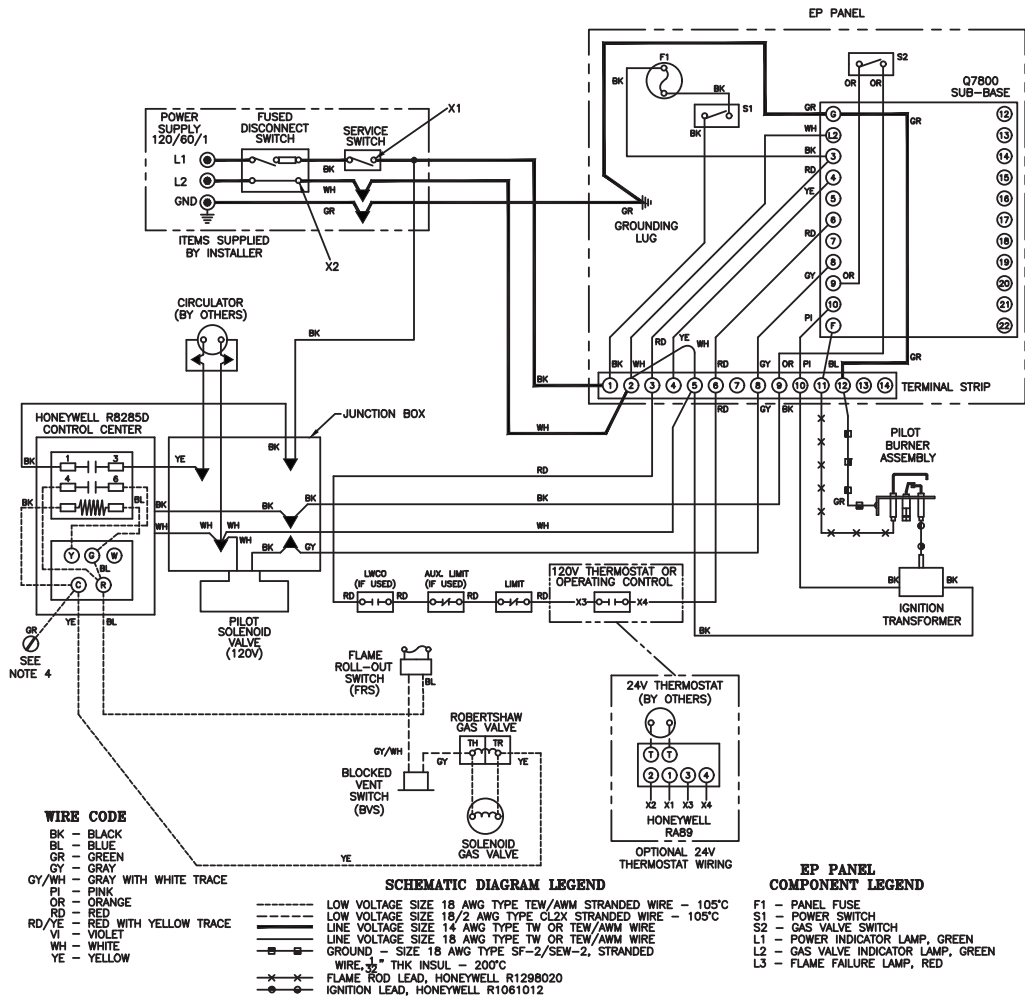 EP PANEL
F1
BK
BK
S1
BK
S2
OR OR
Q7800
SUB-BASE
GR
G
GR
12
WH
L2
13
BK
3
14
RD
4
15
YE
5
16
6
17
RD
7
18
8
19
GY
9
OR
20
10
21
PI
F
22
POWER
SUPPLY
120/60/1
FUSED
DISCONNECT
SWITCH
SERVICE
SWITCH
X1
L1
BK
L2
WH
GND
GR
GR
GROUNDING
LUG
ITEMS SUPPLIED
BY INSTALLER
X2
CIRCULATOR
(BY OTHERS)
BK
BK WH RD YE WH RD GY OR PI BL GR
BK
1 2 3 4 5 6 7 8 9 10 11 12 13 14
TERMINAL STRIP
WH
RD GY BK
HONEYWELL R8285D
CONTROL CENTER
JUNCTION BOX
BK
1 3
YE
BK
4 6
BK
BL
RD
BK BK
WH WH WH WH
WH
BK GY
Y G W
BL
C R
GR
YE BL
SEE
NOTE 4
PILOT
SOLENOID
VALVE
(120V)
PILOT
BURNER
ASSEMBLY
GR
BK BK
IGNITION
TRANSFORMER
BK
LWCO
(IF USED)
AUX. LIMIT
(IF USED)
LIMIT
120V THERMOSTAT OR
OPERATING CONTROL
RD RD RD RD X3 X4
FLAME
ROLL-OUT
SWITCH
(FRS)
BL
ROBERTSHAW
GAS VALVE
TH TR
GY/WH
GY YE
BLOCKED
VENT
SWITCH
(BVS)
SOLENOID
GAS VALVE
YE
24V THERMOSTAT
(BY OTHERS)
T T
2 1 3 4
X2 X1 X3 X4
HONEYWELL
RA89
OPTIONAL 24V
THERMOSTAT WIRING
WIRE CODE
BK - BLACK
BL - BLUE
GR - GREEN
GY - GRAY
GY/WH - GRAY WITH WHITE TRACE
PI - PINK
OR - ORANGE
RD - RED
RD/YE - RED WITH YELLOW TRACE
VI - VIOLET
WH - WHITE
YE - YELLOW
SCHEMATIC DIAGRAM LEGEND
LOW VOLTAGE SIZE 18 AWG TYPE TEW/AWM STRANDED WIRE - 105°C
LOW VOLTAGE SIZE 18/2 AWG TYPE CL2X STRANDED WIRE - 105°C
LINE VOLTAGE SIZE 14 AWG TYPE TW OR TEW/AWM WIRE
LINE VOLTAGE SIZE 18 AWG TYPE TW OR TEW/AWM WIRE
GROUND - SIZE 18 AWG TYPE SF-2/SEW-2, STRANDED
WIRE, 1/32" THK INSUL - 200°C
FLAME ROD LEAD, HONEYWELL R1298020
IGNITION LEAD, HONEYWELL R1061012
EP PANEL
COMPONENT LEGEND
F1 - PANEL FUSE
S1 - POWER SWITCH
S2 - GAS VALVE SWITCH
L1 - POWER INDICATOR LAMP, GREEN
L2 - GAS VALVE INDICATOR LAMP, GREEN
L3 - FLAME FAILURE LAMP, RED